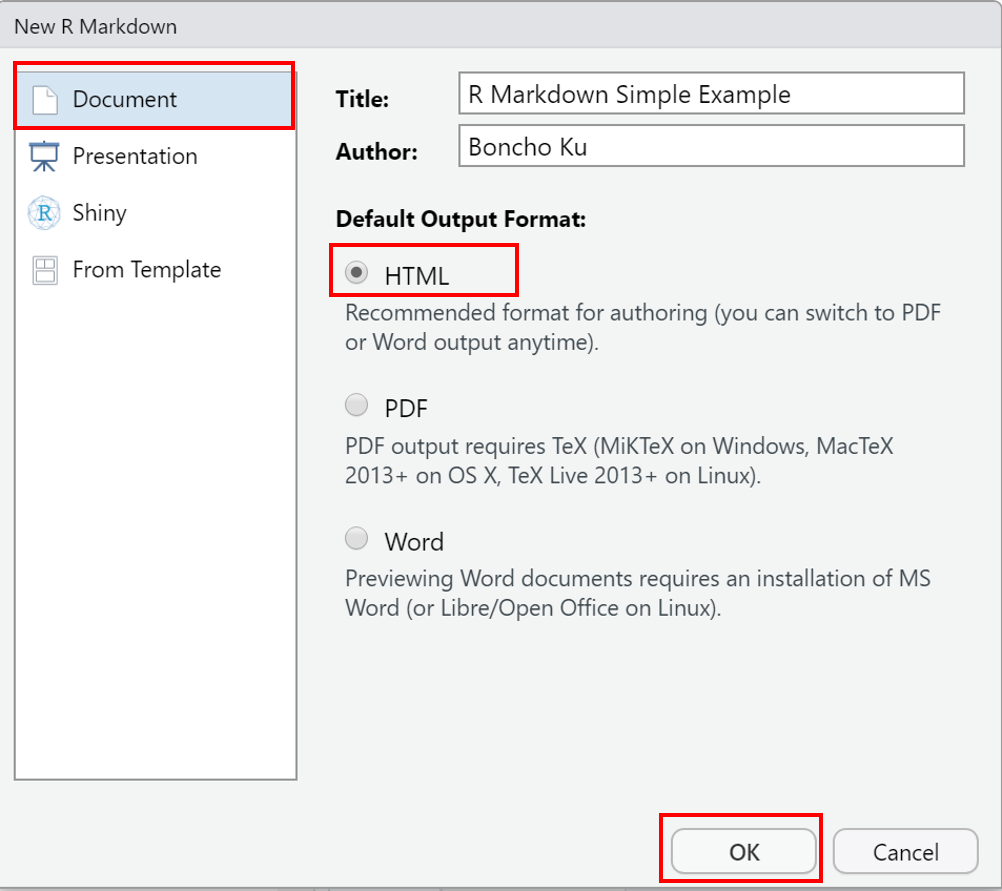 New R Markdown
Document
Presentation
Shiny
From Template
Title:
R Markdown Simple Example
Author:
Boncho Ku
Default Output Format:
HTML
Recommended format for authoring (you can switch to PDF
or Word output anytime).
PDF
PDF output requires TeX (MiKTeX on Windows, MacTeX
2013+ on OS X, TeX Live 2013+ on Linux).
Word
Previewing Word documents requires an installation of MS
Word (or Libre/Open Office on Linux).
OK
Cancel